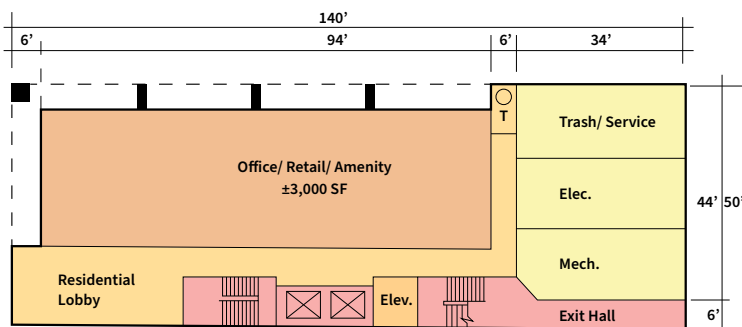 140’
6’
94’
6’
34’
T
Trash/ Service
Office/ Retail/ Amenity
±3,000 SF
Elec.
44’
50’
Mech.
Residential
Lobby
Elev.
Exit Hall
6’